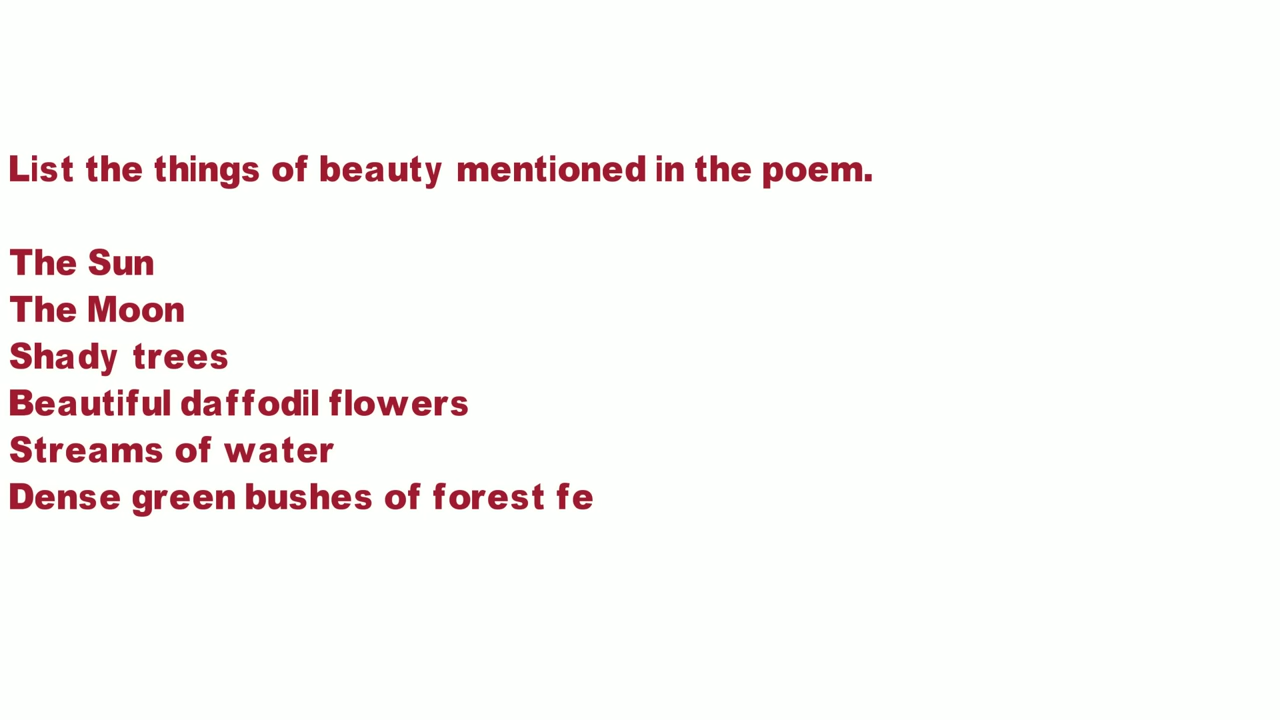 List the things of beauty mentioned in the poem.
The Sun
The Moon
Shady trees
Beautiful daffodil flowers
Streams of water
Dense green bushes of forest fe